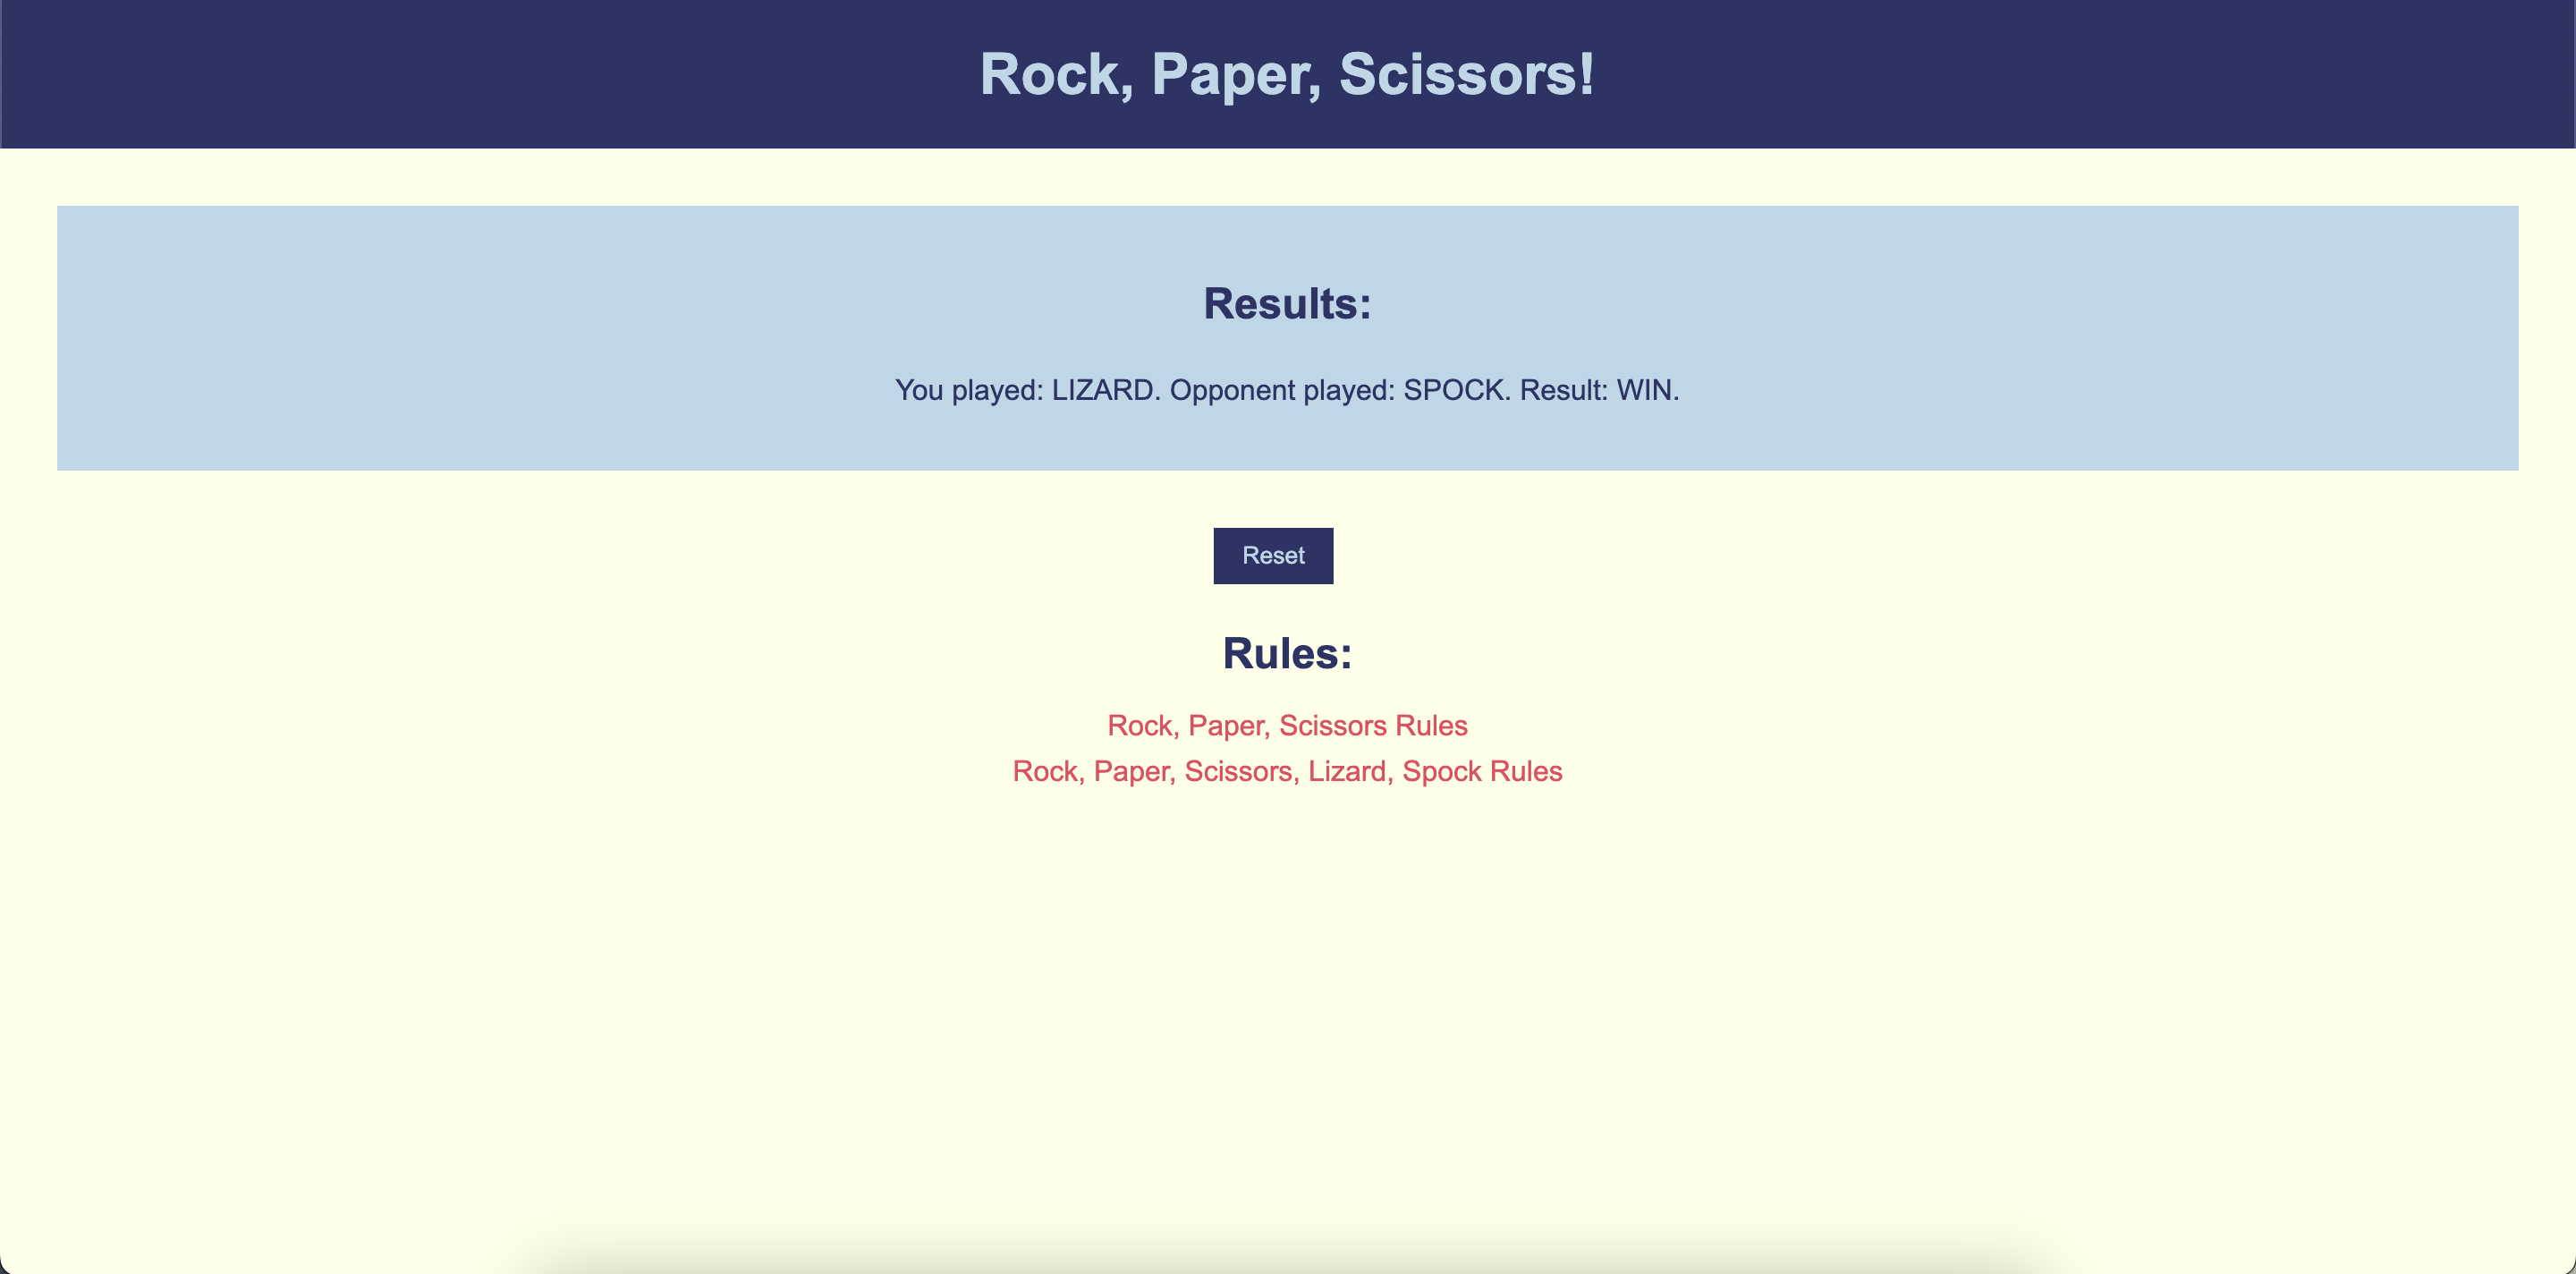 Rock, Paper, Scissors!
Results:
You played: LIZARD. Opponent played: SPOCK. Result: WIN.
Reset
Rules:
Rock, Paper, Scissors Rules
Rock, Paper, Scissors, Lizard, Spock Rules